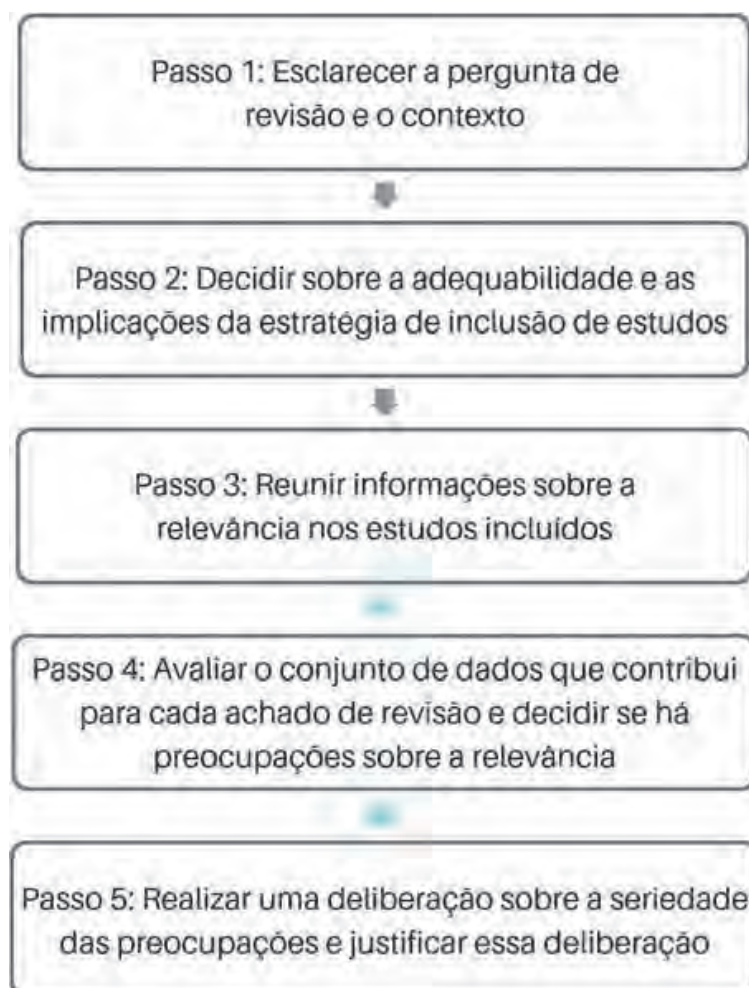 Passo 1: Esclarecer a pergunta de
revisão e o contexto
Passo 2: Decidir sobre a adequabilidade e as
implicações da estratégia de inclusão de estudos
Passo 3: Reunir informações sobre a
relevância nos estudos incluídos
Passo 4: Avaliar o conjunto de dados que contribui
para cada achado de revisão e decidir se há
preocupações sobre a relevância
Passo 5: Realizar uma deliberação sobre a seriedade
das preocupações e justificar essa deliberação